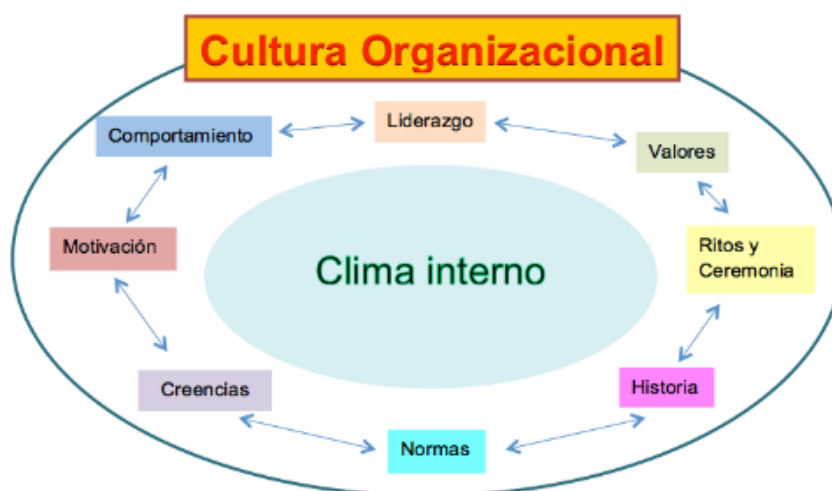 Cultura Organizacional
Liderazgo
Comportamiento
Valores
Motivación
Clima interno
Ritos y
Ceremonia
Creencias
Historia
Normas